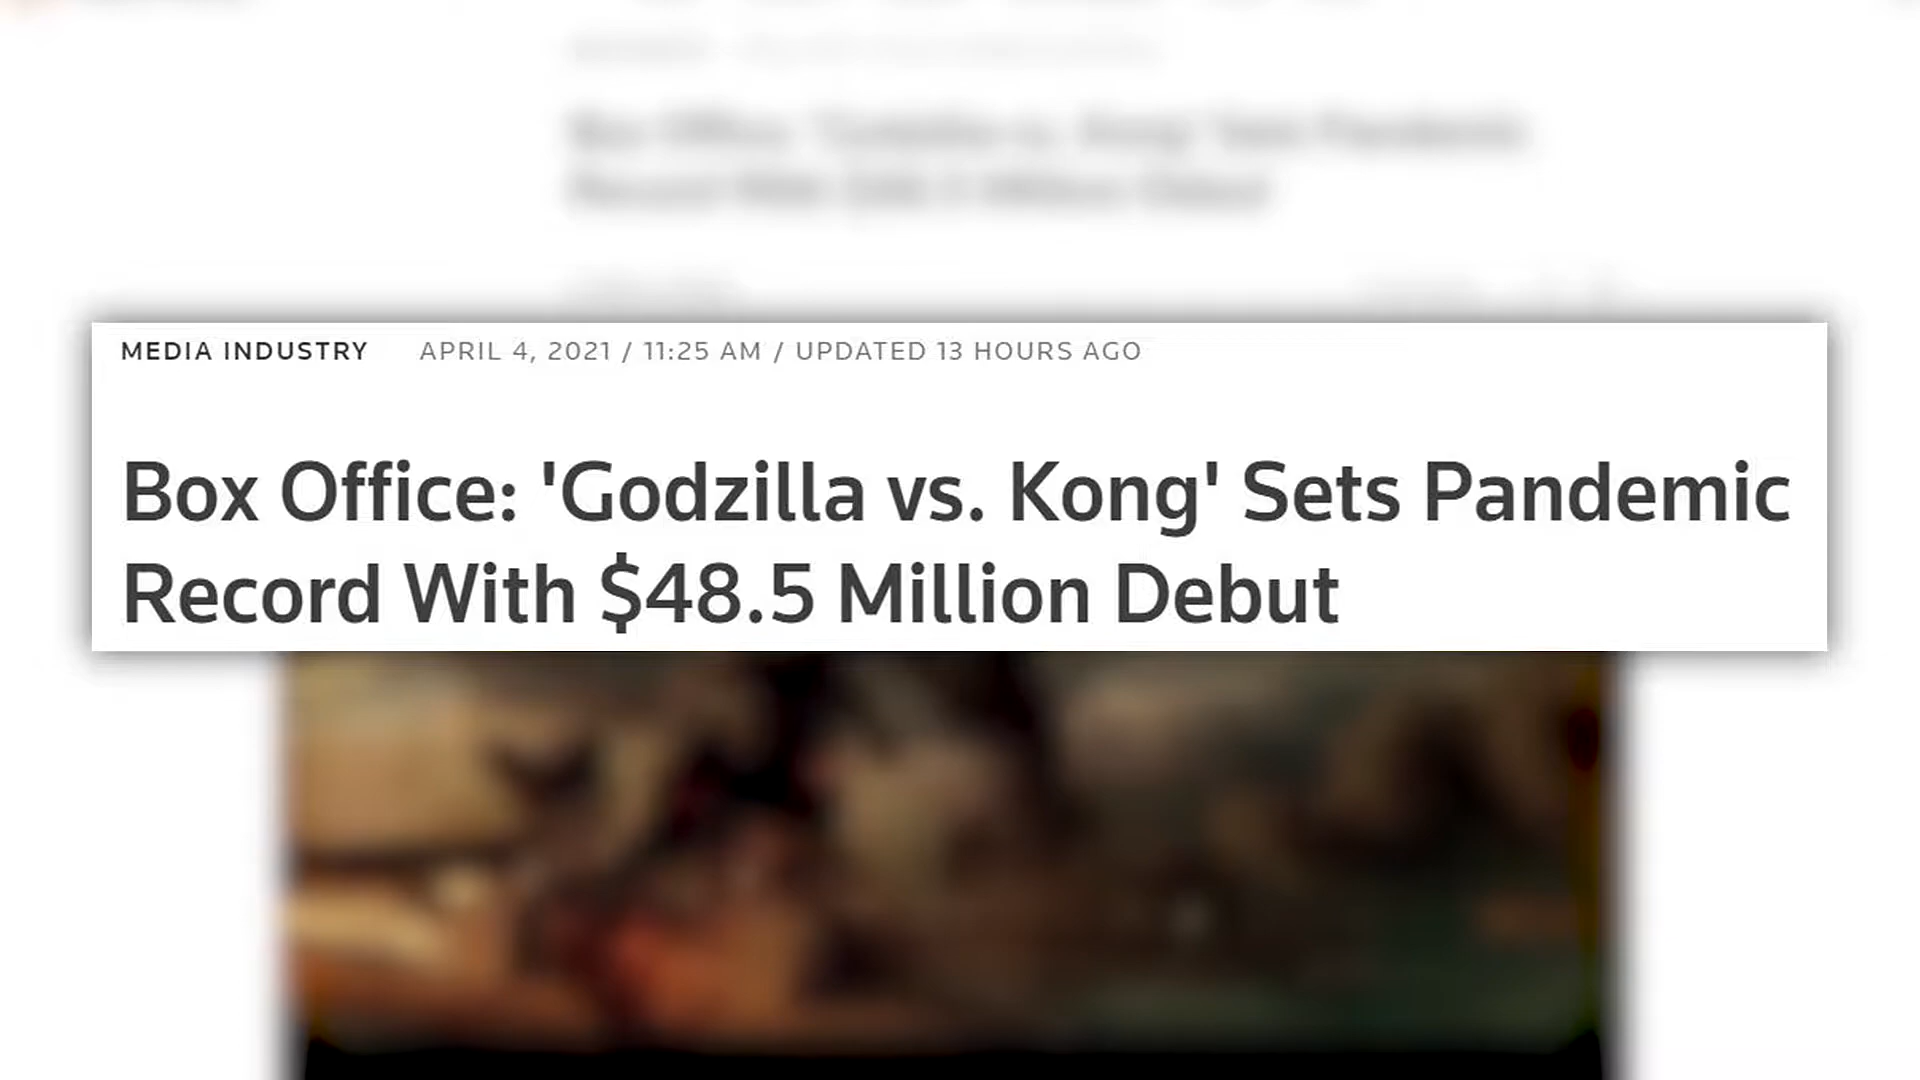 MEDIA INDUSTRY APRIL 4, 2021 / 11:25 AM / UPDATED 13 HOURS AGO
Box Office: 'Godzilla vs. Kong' Sets Pandemic
Record With $48.5 Million Debut